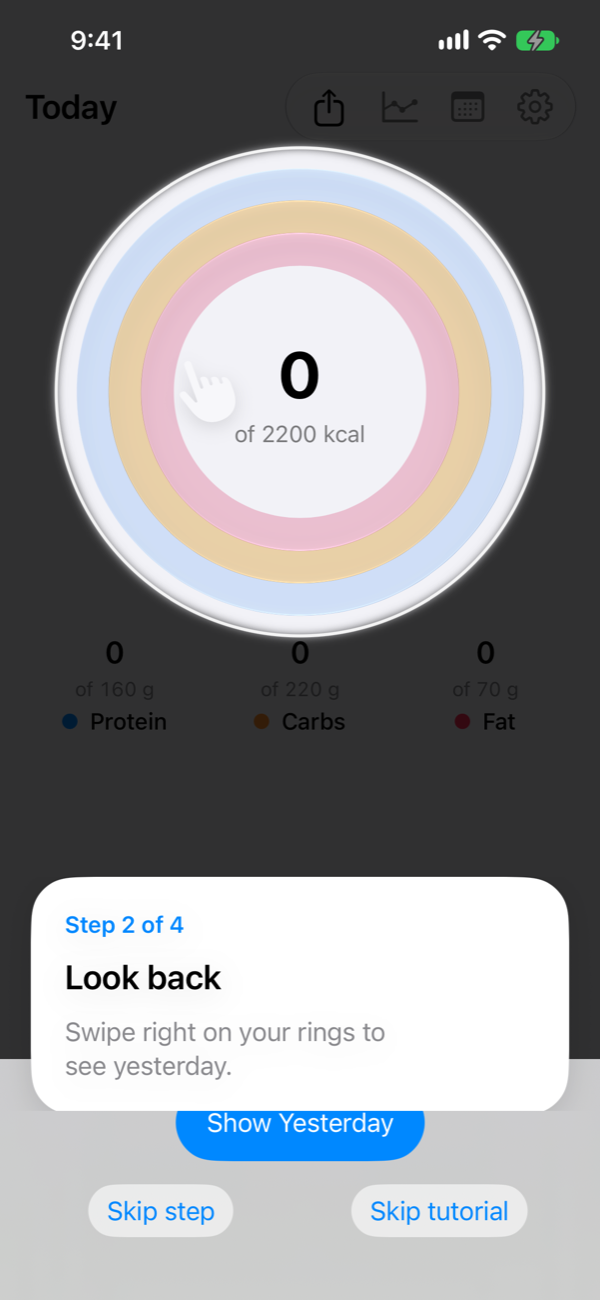 9:41
Today
0
of 2200 kcal
0
of 160 g
Protein
0
of 220 g
Carbs
0
of 70 g
Fat
Step 2 of 4
Look back
Swipe right on your rings to
see yesterday.
Show Yesterday
Skip step
Skip tutorial